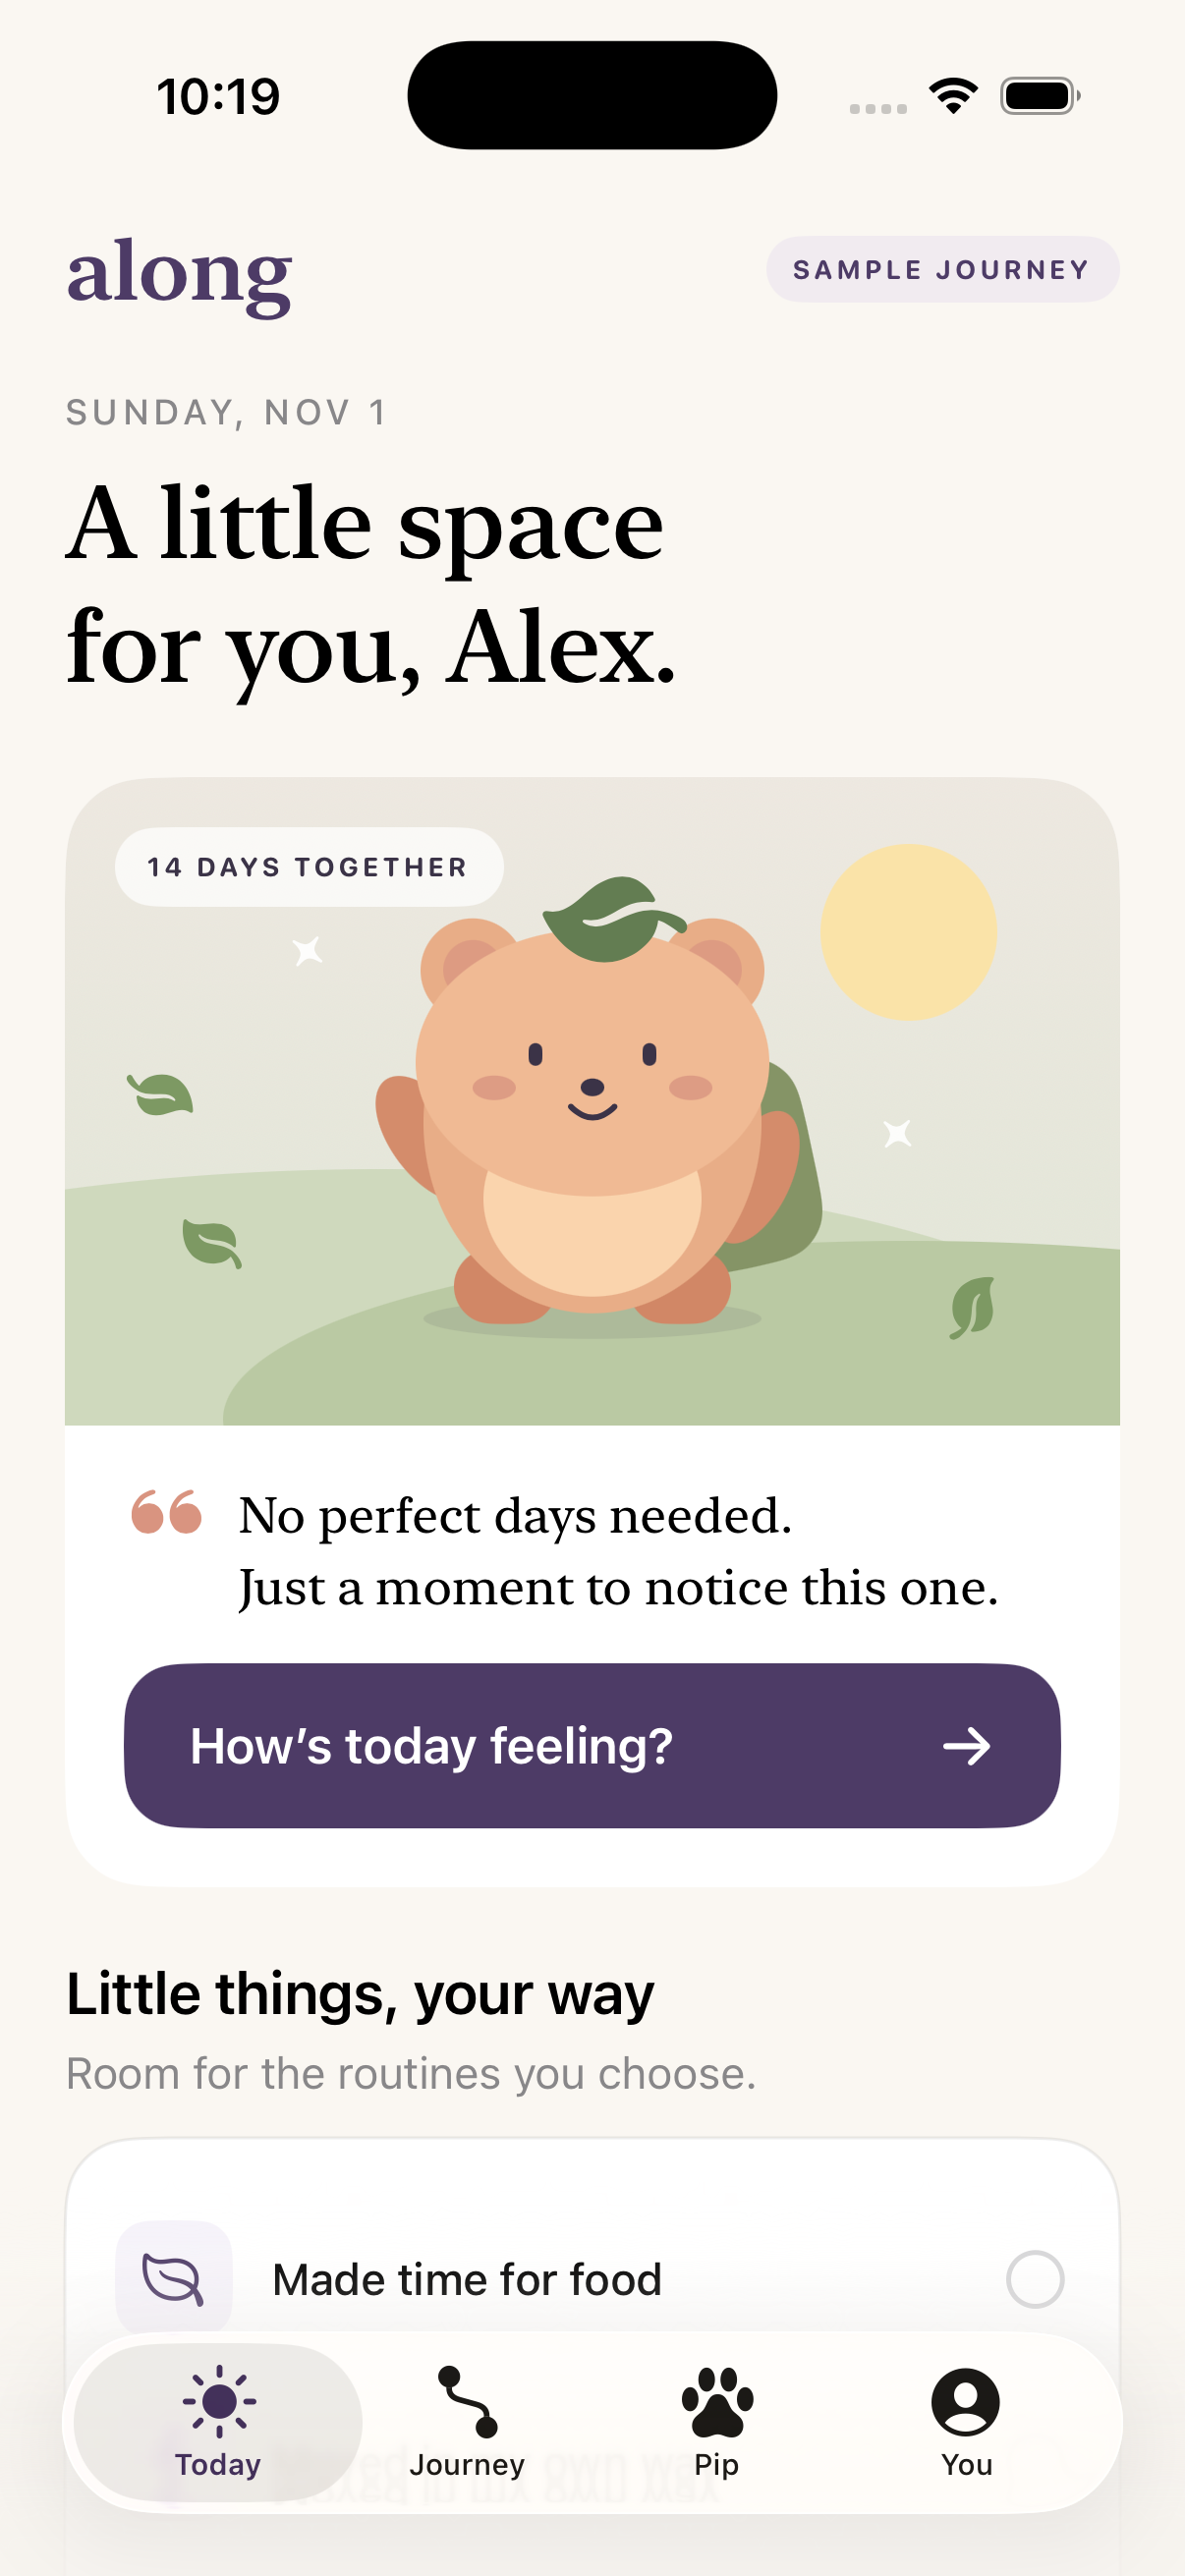 10:19
along
SAMPLE JOURNEY
SUNDAY, NOV 1
A little space
for you, Alex.
14 DAYS TOGETHER
No perfect days needed.
Just a moment to notice this one.
How’s today feeling?
Little things, your way
Room for the routines you choose.
Made time for food
Today
Journey
Pip
You